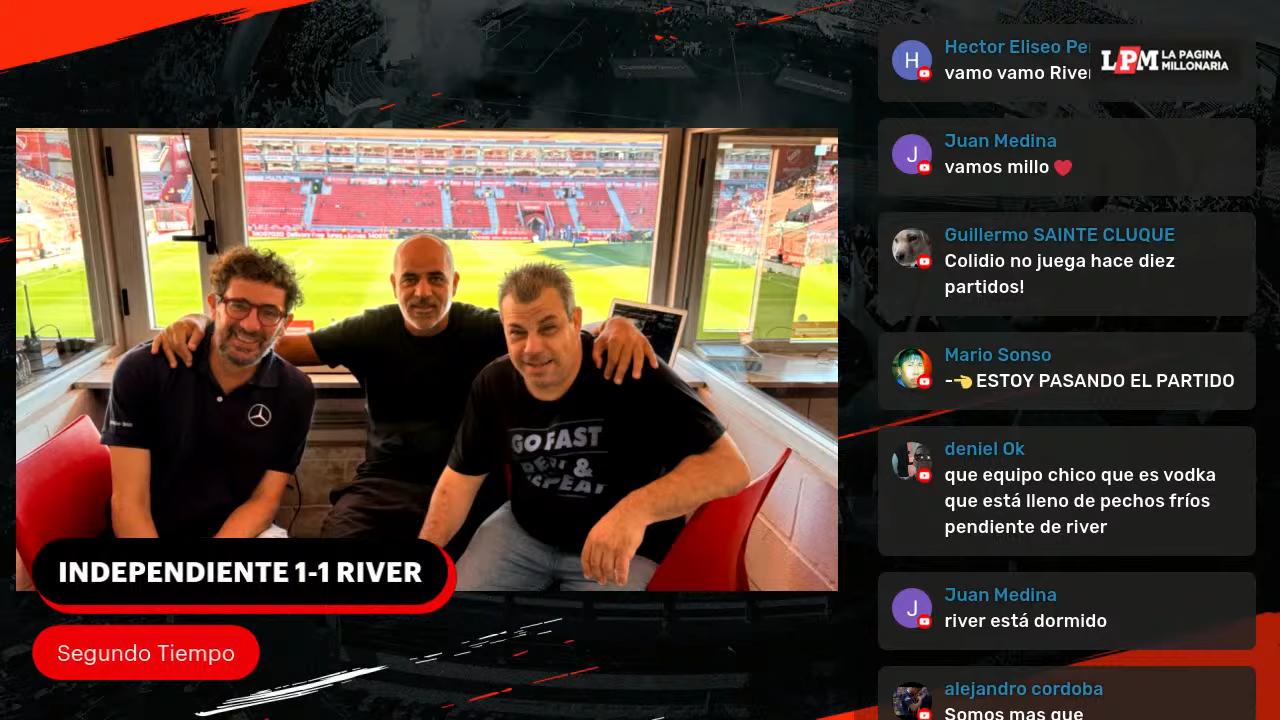 Hector Eliseo Pe
vamo vamo River
LPM LA PAGINA
MILLONARIA
Juan Medina
vamos millo ❤️
Guillermo SAINTE CLUQUE
Colidio no juega hace diez
partidos!
Mario Sonso
-👈ESTOY PASANDO EL PARTIDO
deniel Ok
que equipo chico que es vodka
que está lleno de pechos fríos
pendiente de river
Juan Medina
river está dormido
alejandro cordoba
Somos mas que
GO FAST
&
REPEAT
INDEPENDIENTE 1-1 RIVER
Segundo Tiempo